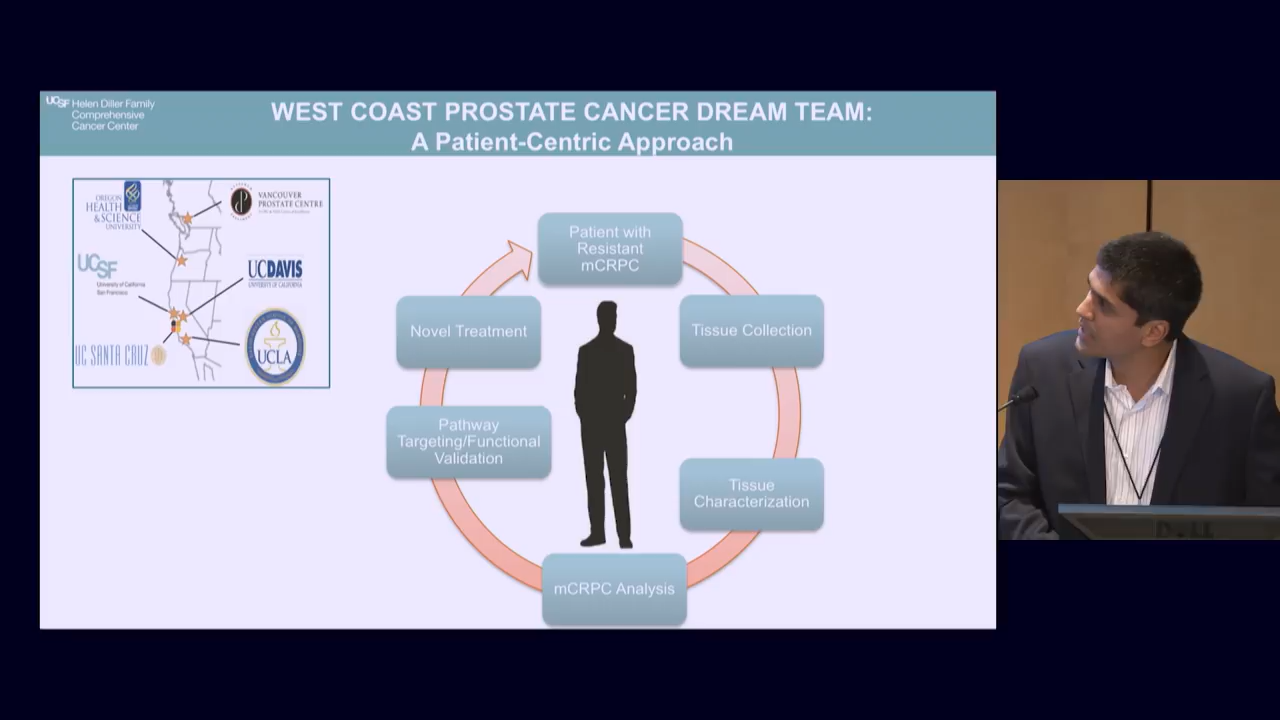 UCSF Helen Diller Family
Comprehensive
Cancer Center
WEST COAST PROSTATE CANCER DREAM TEAM:
A Patient-Centric Approach
OREGON
HEALTH
& SCIENCE
UNIVERSITY
VANCOUVER
PROSTATE CENTRE
UCSF
University of California
San Francisco
UCDAVIS
UNIVERSITY OF CALIFORNIA
UC SANTA CRUZ
UCLA
Patient with
Resistant
mCRPC
Tissue Collection
Tissue
Characterization
mCRPC Analysis
Pathway
Targeting/Functional
Validation
Novel Treatment
DELL